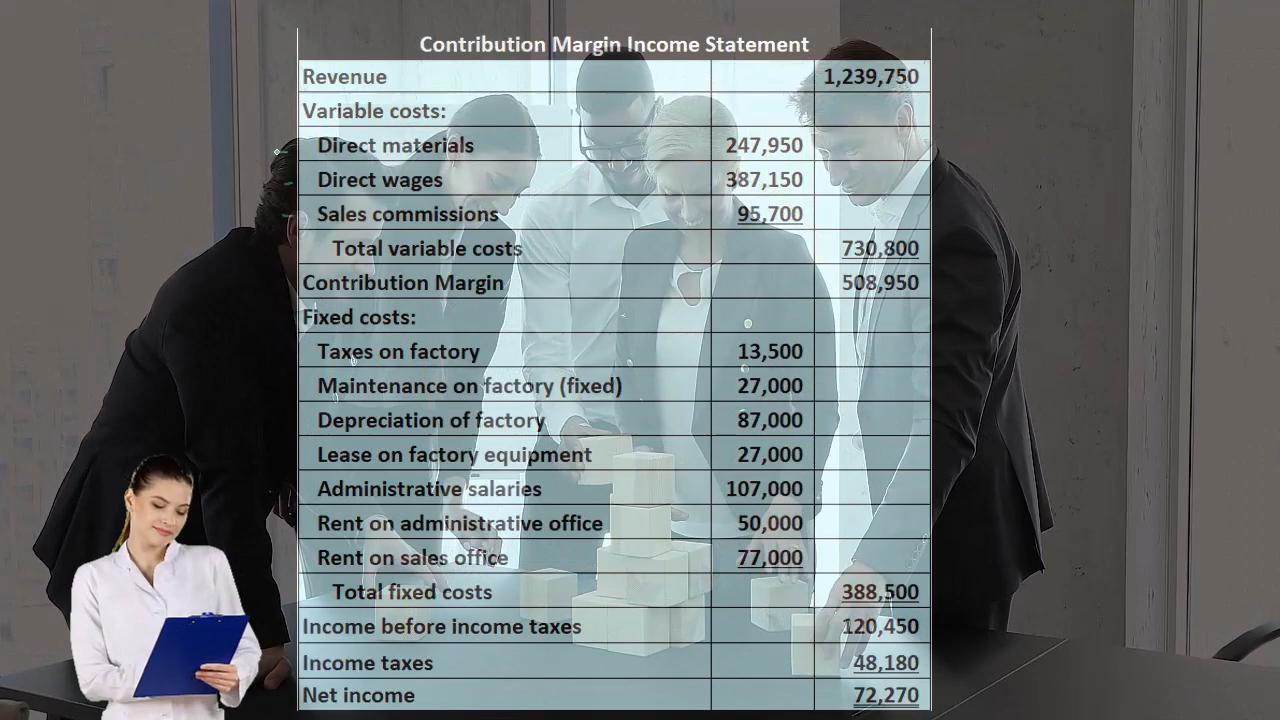 Contribution Margin Income Statement
Revenue 1,239,750
Variable costs:
Direct materials 247,950
Direct wages 387,150
Sales commissions 95,700
Total variable costs 730,800
Contribution Margin 508,950
Fixed costs:
Taxes on factory 13,500
Maintenance on factory (fixed) 27,000
Depreciation of factory 87,000
Lease on factory equipment 27,000
Administrative salaries 107,000
Rent on administrative office 50,000
Rent on sales office 77,000
Total fixed costs 388,500
Income before income taxes 120,450
Income taxes 48,180
Net income 72,270